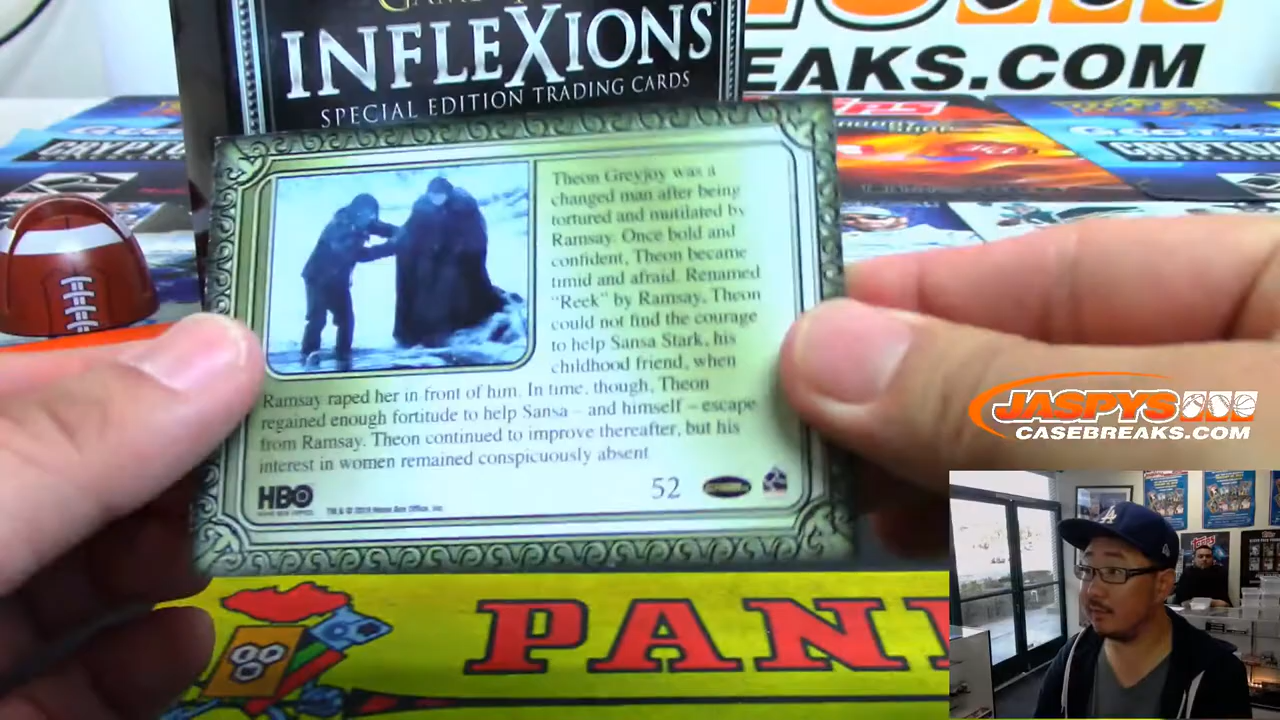 INFLEXIONS
SPECIAL EDITION TRADING CARDS
EAKS.COM
Theon Greyjoy was a
changed man after being
tortured and mutilated by
Ramsay. Once bold and
confident, Theon became
timid and afraid. Renamed
“Reek” by Ramsay, Theon
could not find the courage
to help Sansa Stark, his
childhood friend, when
Ramsay raped her in front of him. In time, though, Theon
regained enough fortitude to help Sansa – and himself – escape
from Ramsay. Theon continued to improve thereafter, but his
interest in women remained conspicuously absent
HBO
52
JASPYS
CASEBREAKS.COM
PANI
LA